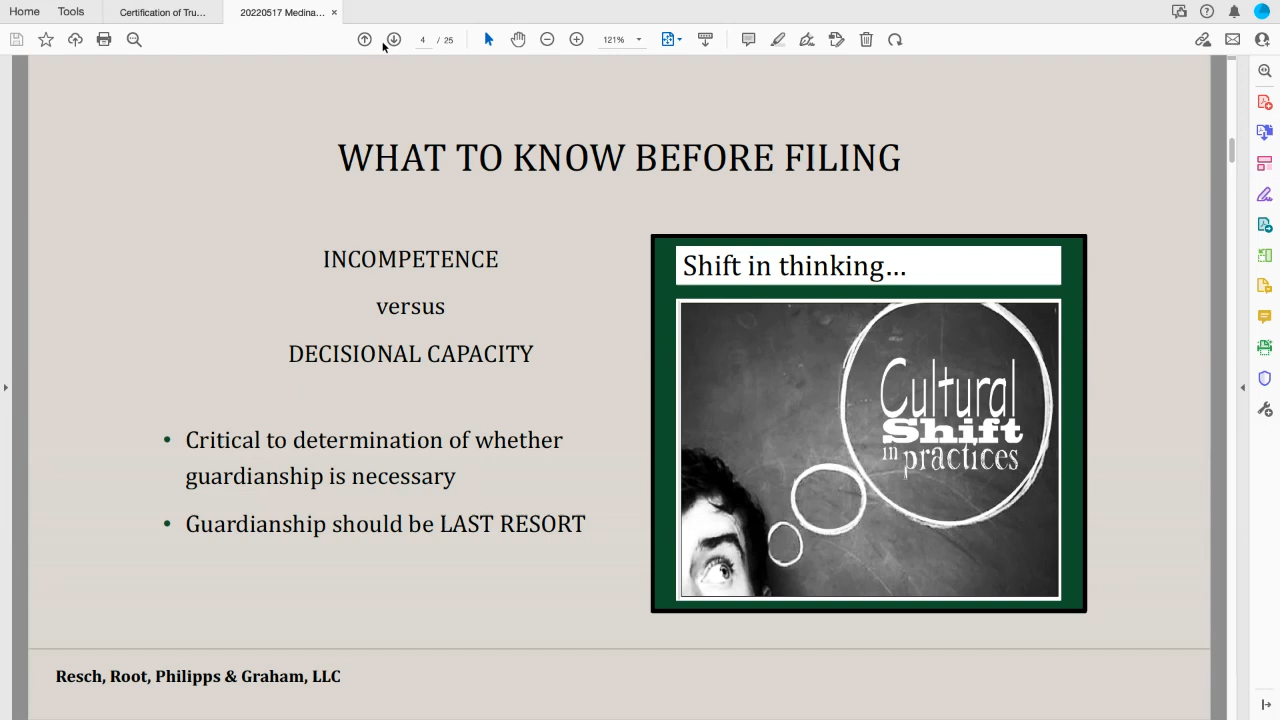 Home Tools Certification of Tru... 20220517 Medina... ×
4 / 25 121%
WHAT TO KNOW BEFORE FILING
INCOMPETENCE
versus
DECISIONAL CAPACITY
• Critical to determination of whether
guardianship is necessary
• Guardianship should be LAST RESORT
Shift in thinking...
Cultural
Shift
in practices
Resch, Root, Philipps & Graham, LLC